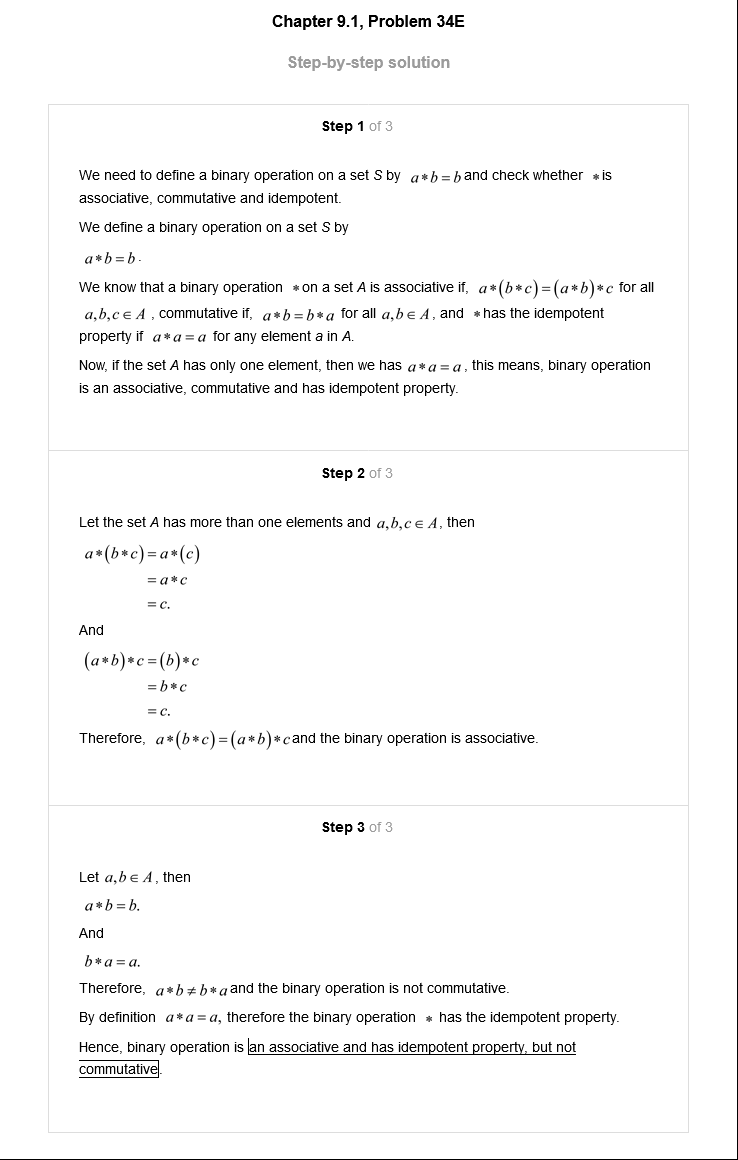 Chapter 9.1, Problem 34E
Step-by-step solution
Step 1 of 3
We need to define a binary operation on a set S by a*b=b and check whether * is
associative, commutative and idempotent.
We define a binary operation on a set S by
a*b=b.
We know that a binary operation * on a set A is associative if, a*(b*c)=(a*b)*c for all
a,b,c∈A, commutative if, a*b=b*a for all a,b∈A, and *has the idempotent
property if a*a=a for any element a in A.
Now, if the set A has only one element, then we has a*a=a, this means, binary operation
is an associative, commutative and has idempotent property.
Step 2 of 3
Let the set A has more than one elements and a,b,c∈A, then
a*(b*c)=a*(c)
=a*c
=c.
And
(a*b)*c=(b)*c
=b*c
=c.
Therefore, a*(b*c)=(a*b)*c and the binary operation is associative.
Step 3 of 3
Let a,b∈A, then
a*b=b.
And
b*a=a.
Therefore, a*b≠b*a and the binary operation is not commutative.
By definition a*a=a, therefore the binary operation * has the idempotent property.
Hence, binary operation is an associative and has idempotent property, but not
commutative.